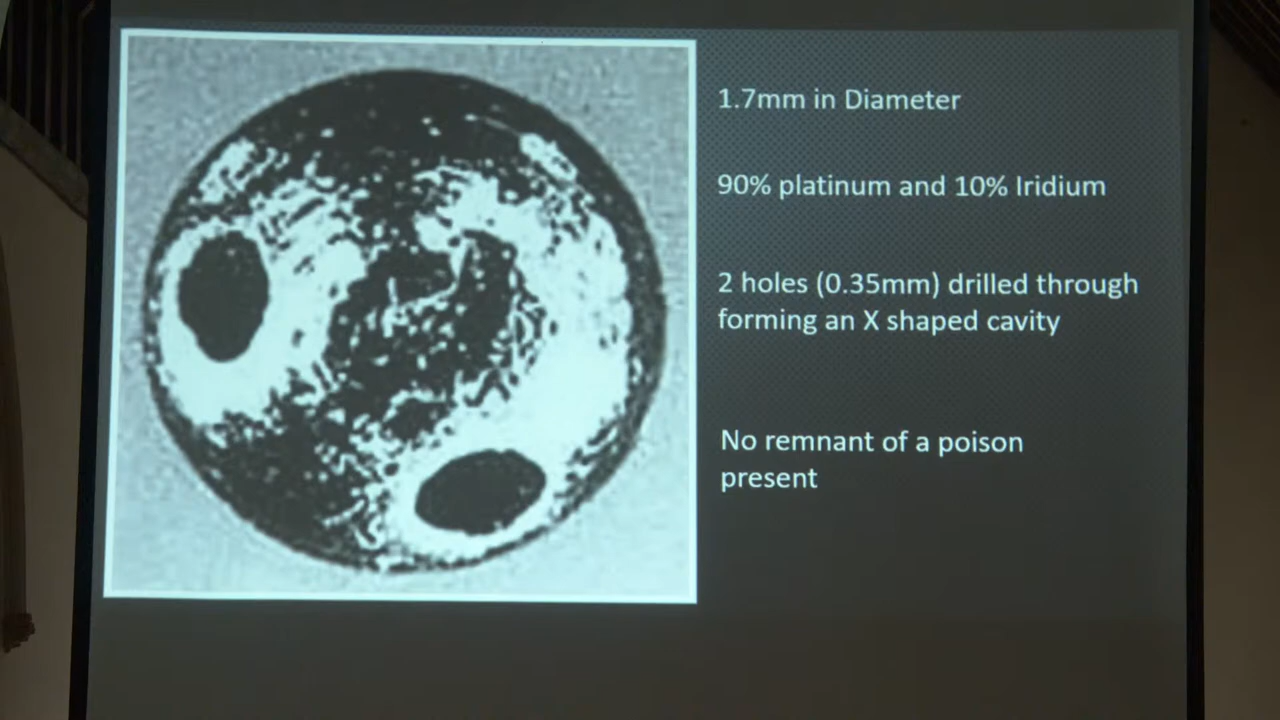 1.7mm in Diameter
90% platinum and 10% Iridium
2 holes (0.35mm) drilled through
forming an X shaped cavity
No remnant of a poison
present